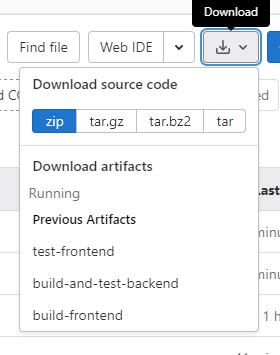 Download
Find file
Web IDE
Download source code
zip
tar.gz
tar.bz2
tar
Download artifacts
Running
Previous Artifacts
test-frontend
build-and-test-backend
build-frontend
1 h